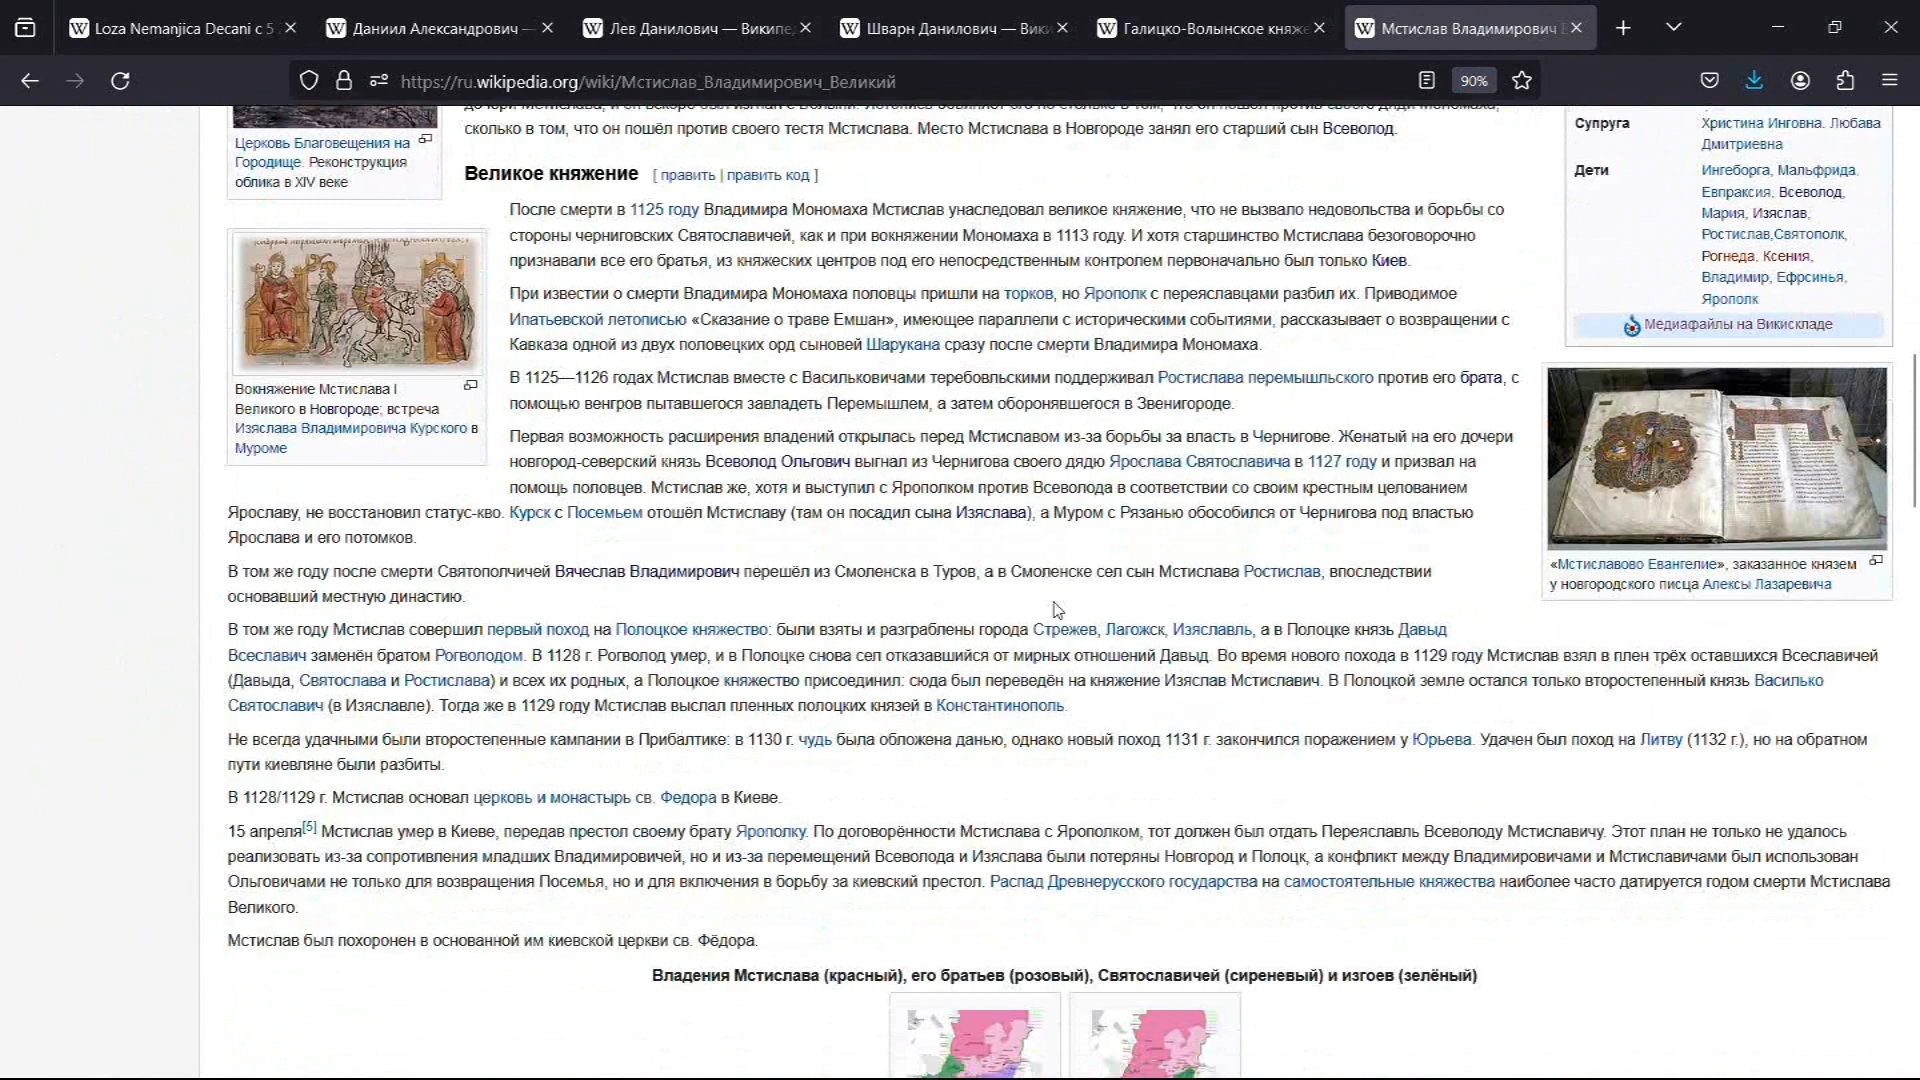 Loza Nemanjica Decani c 5
Даниил Александрович —
Лев Данилович — Википе
Шварн Данилович — Вики
Галицко-Волынское княже
Мстислав Владимирович В
https://ru.wikipedia.org/wiki/Мстислав_Владимирович_Великий
90%
сколько в том, что он пошёл против своего тестя Мстислава. Место Мстислава в Новгороде занял его старший сын Всеволод.
Церковь Благовещения на
Городище. Реконструкция
облика в XIV веке
Великое княжение [ править | править код ]
После смерти в 1125 году Владимира Мономаха Мстислав унаследовал великое княжение, что не вызвало недовольства и борьбы со
стороны черниговских Святославичей, как и при вокняжении Мономаха в 1113 году. И хотя старшинство Мстислава безоговорочно
признавали все его братья, из княжеских центров под его непосредственным контролем первоначально был только Киев.
При известии о смерти Владимира Мономаха половцы пришли на торков, но Ярополк с переяславцами разбил их. Приводимое
Ипатьевской летописью «Сказание о траве Емшан», имеющее параллели с историческими событиями, рассказывает о возвращении с
Кавказа одной из двух половецких орд сыновей Шарукана сразу после смерти Владимира Мономаха.
Вокняжение Мстислава I
Великого в Новгороде; встреча
Изяслава Владимировича Курского в
Муроме
В 1125—1126 годах Мстислав вместе с Васильковичами теребовльскими поддерживал Ростислава перемышльского против его брата, с
помощью венгров пытавшегося завладеть Перемышлем, а затем оборонявшегося в Звенигороде.
Первая возможность расширения владений открылась перед Мстиславом из-за борьбы за власть в Чернигове. Женатый на его дочери
новгород-северский князь Всеволод Ольгович выгнал из Чернигова своего дядю Ярослава Святославича в 1127 году и призвал на
помощь половцев. Мстислав же, хотя и выступил с Ярополком против Всеволода в соответствии со своим крестным целованием
Ярославу, не восстановил статус-кво. Курск с Посемьем отошёл Мстиславу (там он посадил сына Изяслава), а Муром с Рязанью обособился от Чернигова под властью
Ярослава и его потомков.
В том же году после смерти Святополчичей Вячеслав Владимирович перешёл из Смоленска в Туров, а в Смоленске сел сын Мстислава Ростислав, впоследствии
основавший местную династию.
В том же году Мстислав совершил первый поход на Полоцкое княжество: были взяты и разграблены города Стрежев, Лагожск, Изяславль, а в Полоцке князь Давыд
Всеславич заменён братом Рогволодом. В 1128 г. Рогволод умер, и в Полоцке снова сел отказавшийся от мирных отношений Давыд. Во время нового похода в 1129 году Мстислав взял в плен трёх оставшихся Всеславичей
(Давыда, Святослава и Ростислава) и всех их родных, а Полоцкое княжество присоединил: сюда был переведён на княжение Изяслав Мстиславич. В Полоцкой земле остался только второстепенный князь Василько
Святославич (в Изяславле). Тогда же в 1129 году Мстислав выслал пленных полоцких князей в Константинополь.
Не всегда удачными были второстепенные кампании в Прибалтике: в 1130 г. чудь была обложена данью, однако новый поход 1131 г. закончился поражением у Юрьева. Удачен был поход на Литву (1132 г.), но на обратном
пути киевляне были разбиты.
В 1128/1129 г. Мстислав основал церковь и монастырь св. Федора в Киеве.
15 апреля[5] Мстислав умер в Киеве, передав престол своему брату Ярополку. По договорённости Мстислава с Ярополком, тот должен был отдать Переяславль Всеволоду Мстиславичу. Этот план не только не удалось
реализовать из-за сопротивления младших Владимировичей, но и из-за перемещений Всеволода и Изяслава были потеряны Новгород и Полоцк, а конфликт между Владимировичами и Мстиславичами был использован
Ольговичами не только для возвращения Посемья, но и для включения в борьбу за киевский престол. Распад Древнерусского государства на самостоятельные княжества наиболее часто датируется годом смерти Мстислава
Великого.
Мстислав был похоронен в основанной им киевской церкви св. Фёдора.
Владения Мстислава (красный), его братьев (розовый), Святославичей (сиреневый) и изгоев (зелёный)
Супруга
Христина Инговна, Любава
Дмитриевна
Дети
Ингеборга, Мальфрида,
Евпраксия, Всеволод,
Мария, Изяслав,
Ростислав,Святополк,
Рогнеда, Ксения,
Владимир, Ефросинья,
Ярополк
Медиафайлы на Викискладе
«Мстиславово Евангелие», заказанное князем
у новгородского писца Алексы Лазаревича